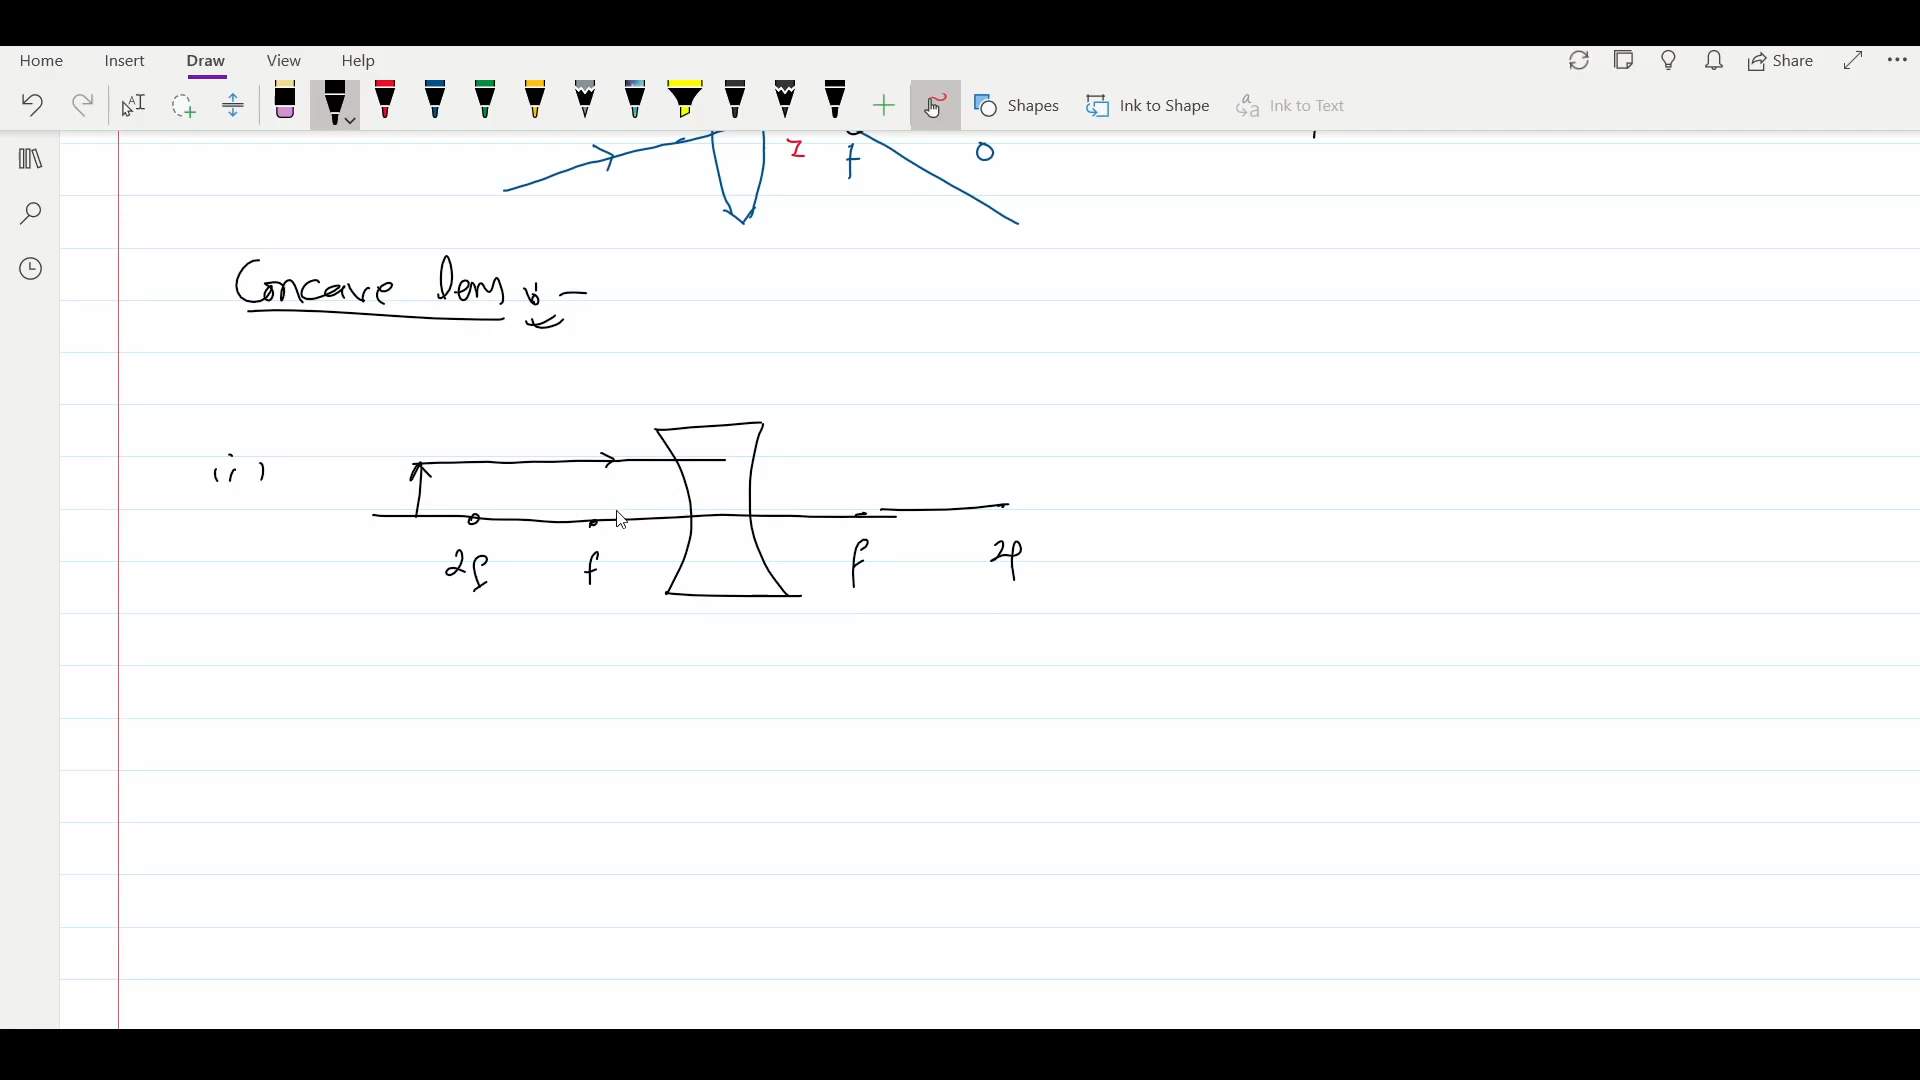 Home Insert Draw View Help Share
Shapes Ink to Shape Ink to Text
I f O
Concave lens :-
(i)
2f f f 2f